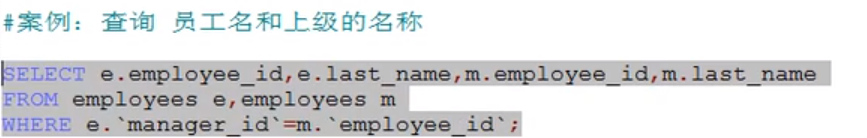 #案例：查询 员工名和上级的名称
SELECT e.employee_id,e.last_name,m.employee_id,m.last_name
FROM employees e,employees m
WHERE e.`manager_id`=m.`employee_id`;